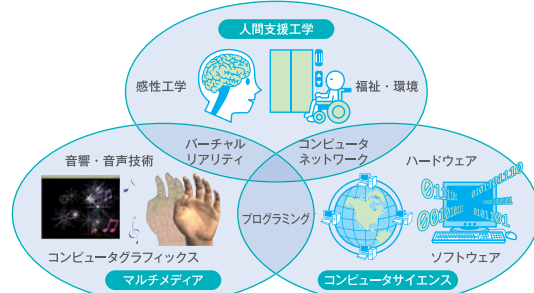 人間支援工学
感性工学
福祉・環境
バーチャル
リアリティ
コンピュータ
ネットワーク
音響・音声技術
ハードウェア
プログラミング
コンピュータグラフィックス
ソフトウェア
マルチメディア
コンピュータサイエンス